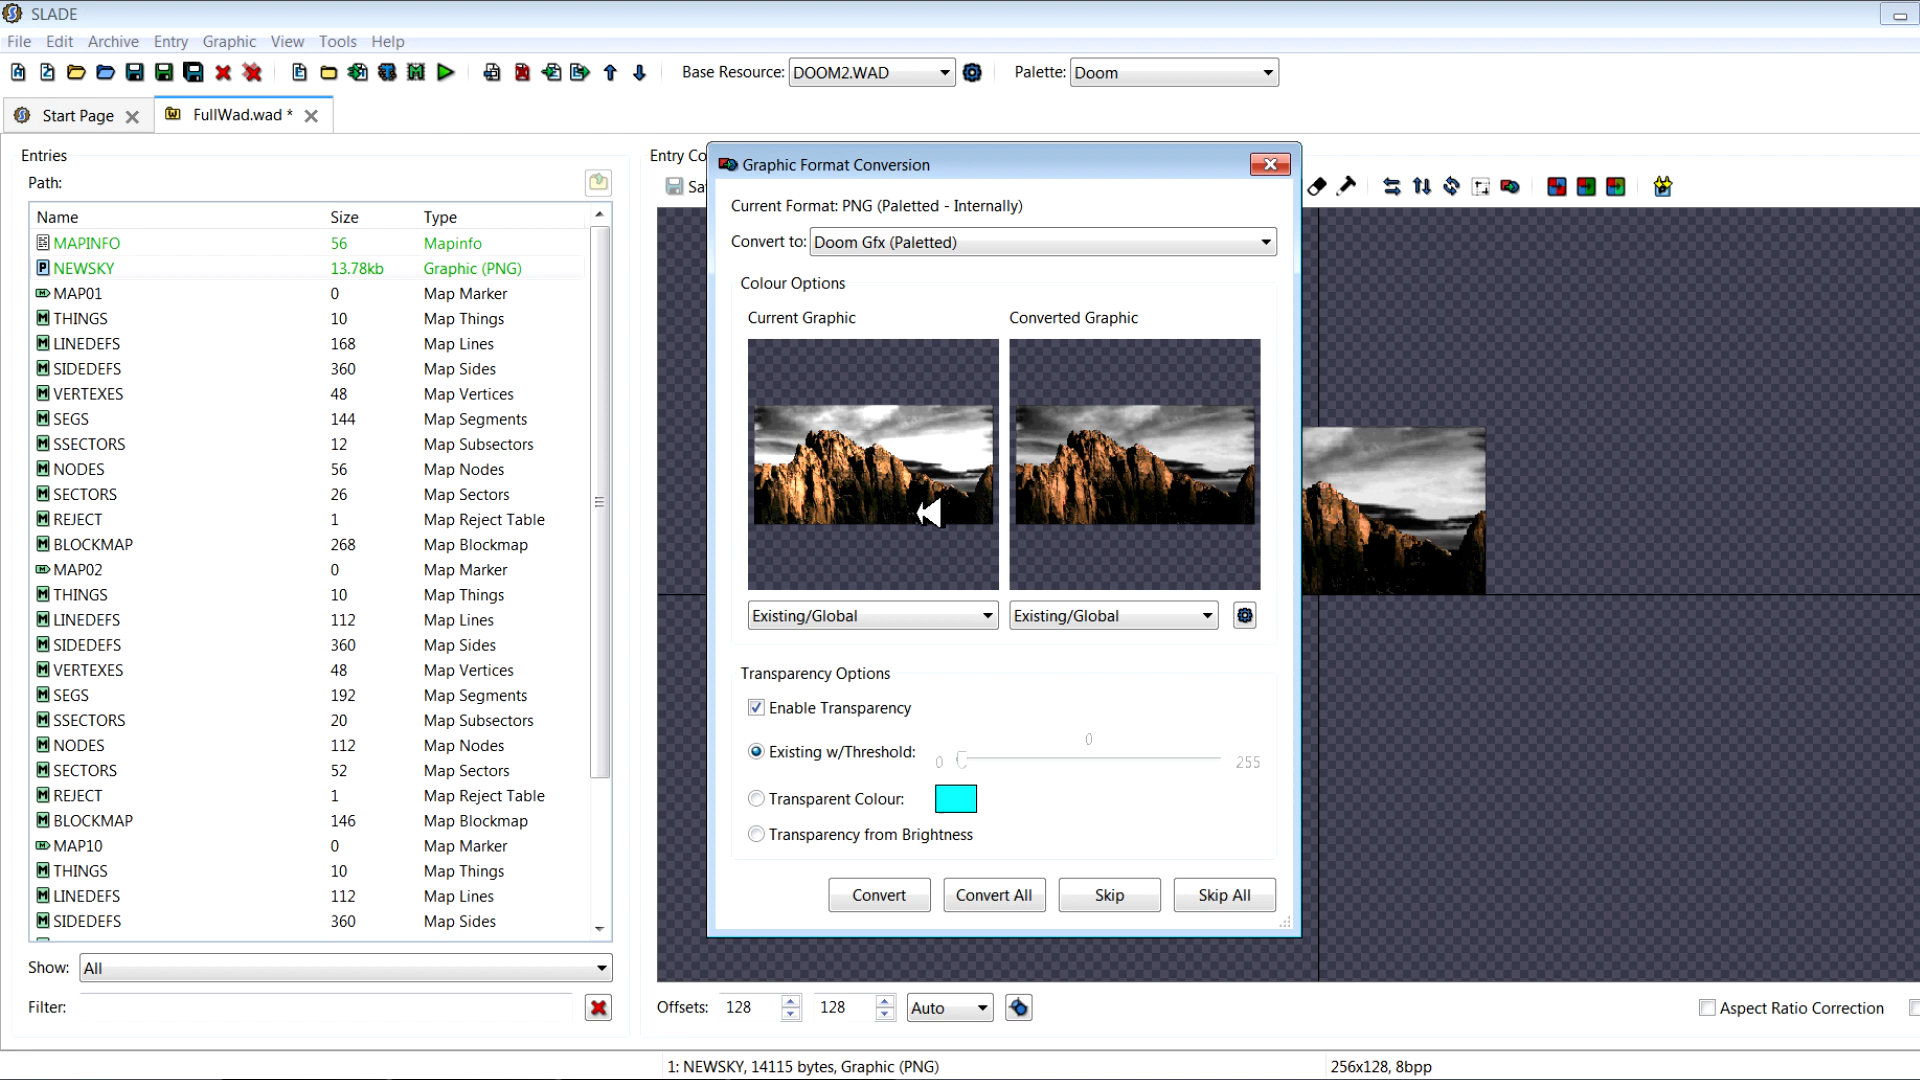 SLADE
File Edit Archive Entry Graphic View Tools Help
Base Resource: DOOM2.WAD Palette: Doom
Start Page FullWad.wad *
Entries
Path:
Name Size Type
MAPINFO 56 Mapinfo
NEWSKY 13.78kb Graphic (PNG)
MAP01 0 Map Marker
THINGS 10 Map Things
LINEDEFS 168 Map Lines
SIDEDEFS 360 Map Sides
VERTEXES 48 Map Vertices
SEGS 144 Map Segments
SSECTORS 12 Map Subsectors
NODES 56 Map Nodes
SECTORS 26 Map Sectors
REJECT 1 Map Reject Table
BLOCKMAP 268 Map Blockmap
MAP02 0 Map Marker
THINGS 10 Map Things
LINEDEFS 112 Map Lines
SIDEDEFS 360 Map Sides
VERTEXES 48 Map Vertices
SEGS 192 Map Segments
SSECTORS 20 Map Subsectors
NODES 112 Map Nodes
SECTORS 52 Map Sectors
REJECT 1 Map Reject Table
BLOCKMAP 146 Map Blockmap
MAP10 0 Map Marker
THINGS 10 Map Things
LINEDEFS 112 Map Lines
SIDEDEFS 360 Map Sides
Show: All
Filter:
Entry Co
Sa
Graphic Format Conversion
Current Format: PNG (Paletted - Internally)
Convert to: Doom Gfx (Paletted)
Colour Options
Current Graphic Converted Graphic
Existing/Global Existing/Global
Transparency Options
Enable Transparency
Existing w/Threshold: 0 0 255
Transparent Colour:
Transparency from Brightness
Convert Convert All Skip Skip All
Offsets: 128 128 Auto Aspect Ratio Correction
1: NEWSKY, 14115 bytes, Graphic (PNG) 256x128, 8bpp